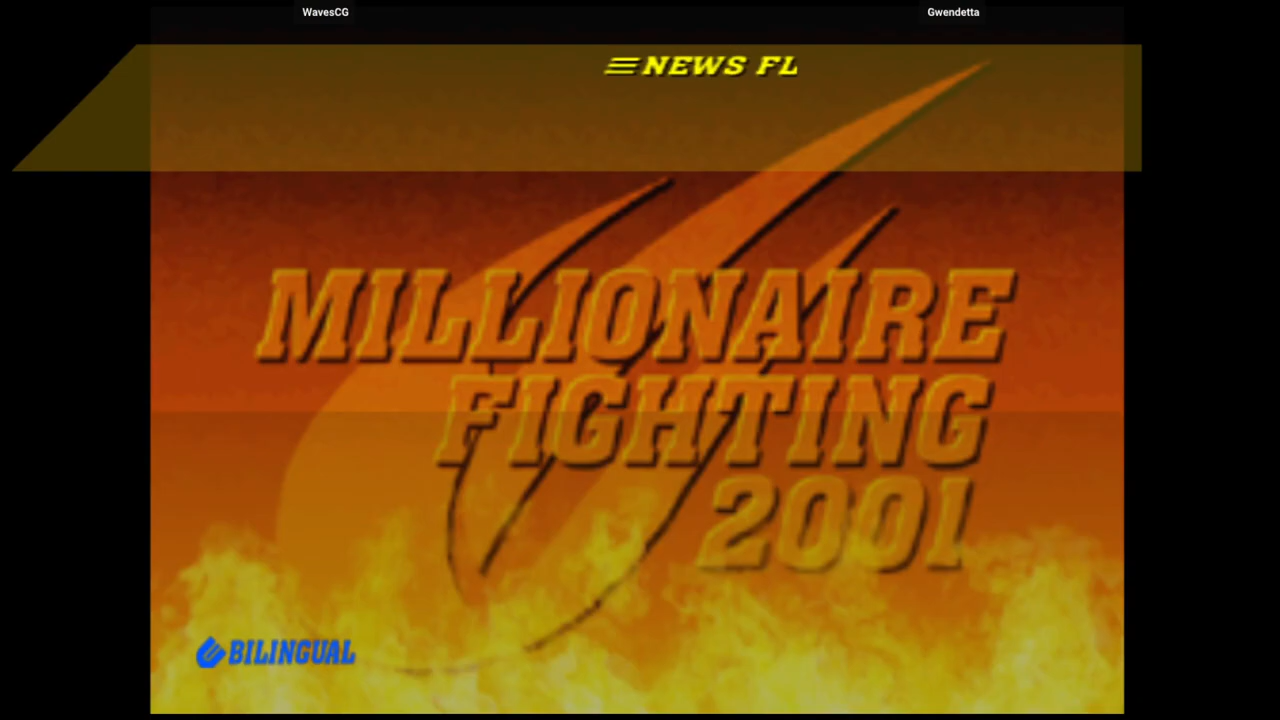 WavesCG
Gwendetta
NEWS FL
MILLIONAIRE
FIGHTING
2001
BILINGUAL